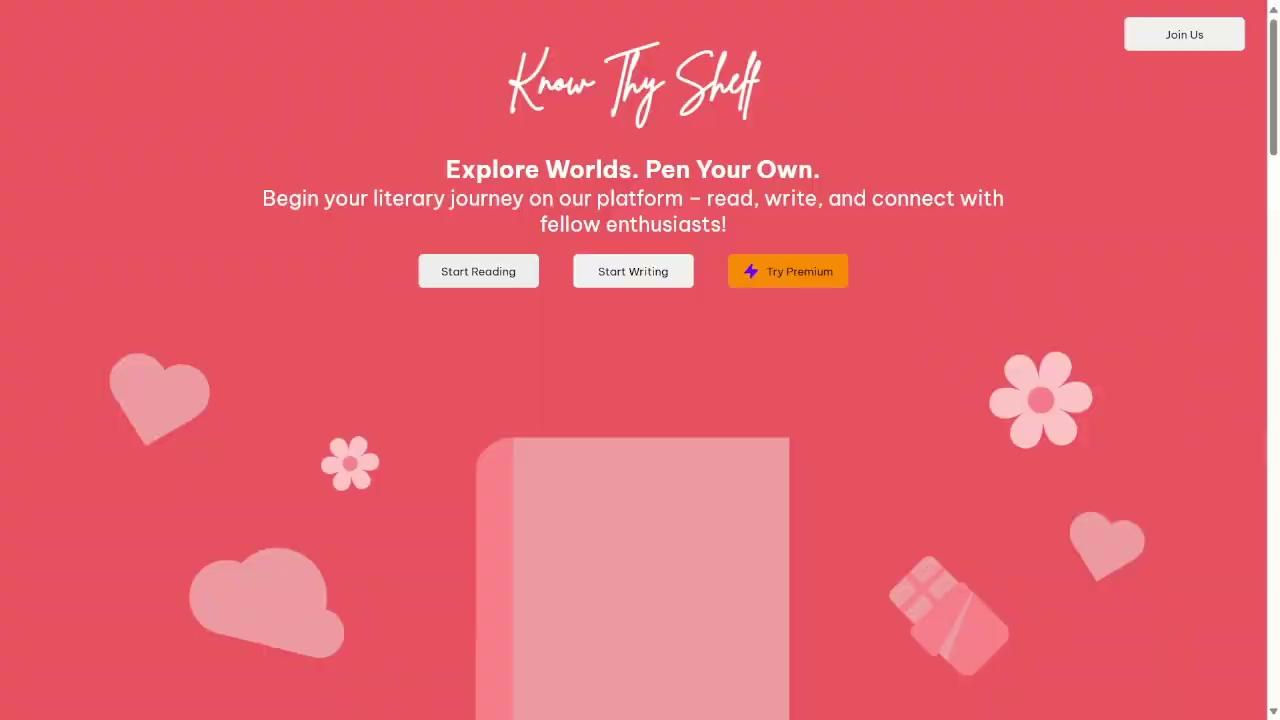 Join Us
Know Thy Shelf
Explore Worlds. Pen Your Own.
Begin your literary journey on our platform – read, write, and connect with
fellow enthusiasts!
Start Reading
Start Writing
Try Premium